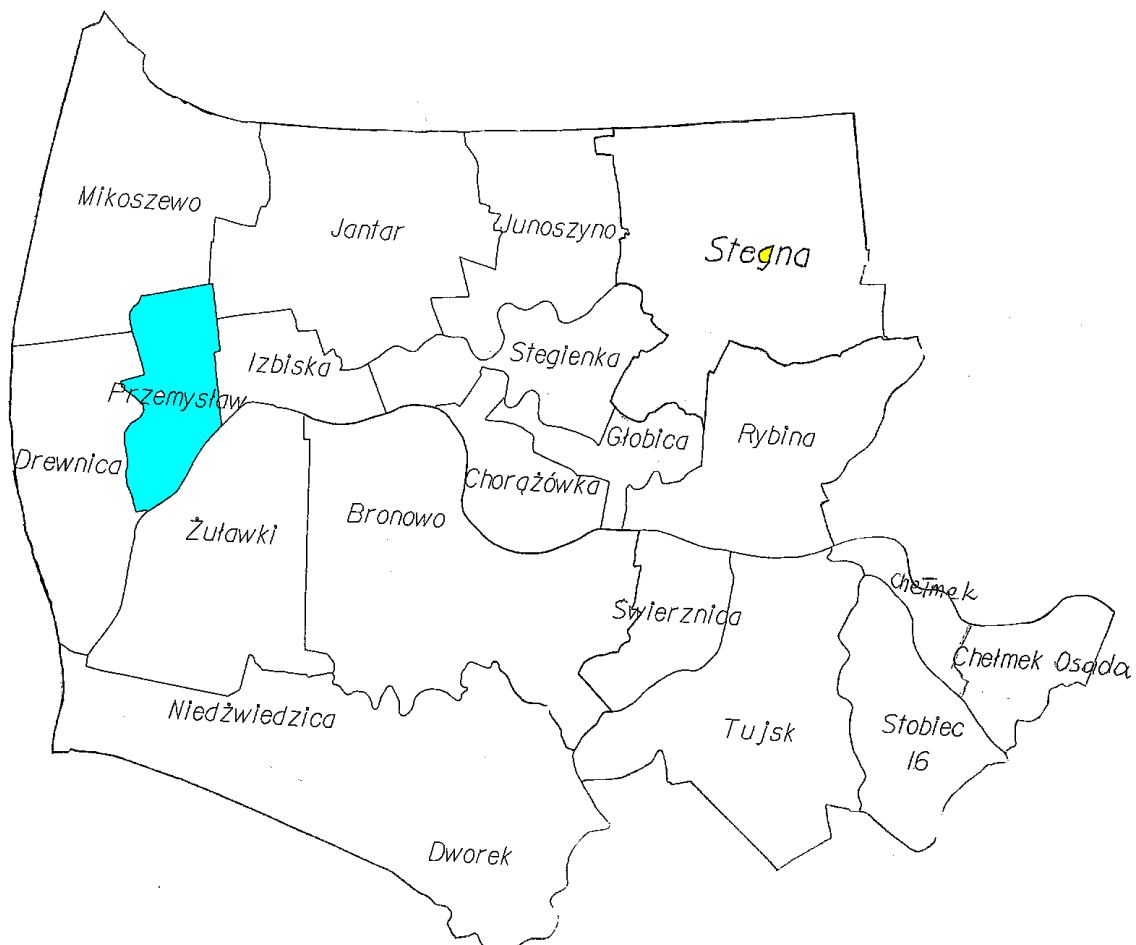 Mikoszewo
Jantar
Junoszyno
Stegna
Izbiska
Stegienka
Przemysław
Głobica
Rybina
Drewnica
Chorążówka
Żuławki
Bronowo
Chełmek
Świerznica
Chełmek Osada
Niedźwiedzica
Tujsk
Stobiec
16
Dworek